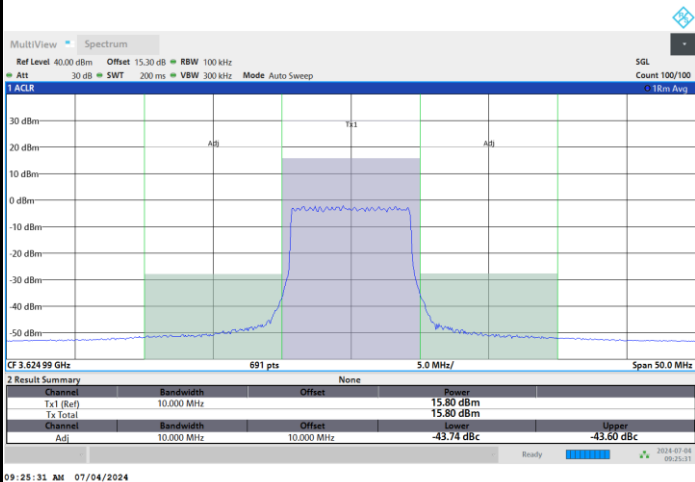 MultiView Spectrum
Ref Level 40.00 dBm Offset 15.30 dB RBW 100 kHz SGL
Att 30 dB SWT 200 ms VBW 300 kHz Mode Auto Sweep Count 100/100
1 ACLR 1Rm Avg
30 dBm
Tx1
20 dBm Adj Adj
10 dBm
0 dBm
-10 dBm
-20 dBm
-30 dBm
-40 dBm
-50 dBm
CF 3.624 99 GHz 691 pts 5.0 MHz/ Span 50.0 MHz
2 Result Summary None
Channel Bandwidth Offset Power
Tx1 (Ref) 10.000 MHz 15.80 dBm
Tx Total 15.80 dBm
Channel Bandwidth Offset Lower Upper
Adj 10.000 MHz 10.000 MHz -43.74 dBc -43.60 dBc
Ready 2024-07-04
09:25:31
09:25:31 AM 07/04/2024